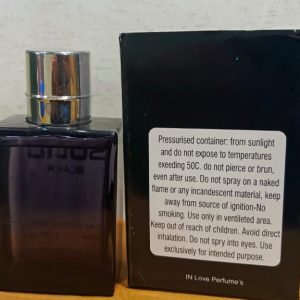 Pressurised container: from sunlight
and do not expose to temperatures
exeeding 50C. do not pierce or brun,
even after use. Do not spray on a naked
flame or any incandescent material, keep
away from source of ignition-No
smoking. Use only in ventileted area.
Keep out of reach of children. Avoid direct
inhalation. Do not spry into eyes. Use
exclusively for intended purpose.
IN Love Perfume's
BLACK